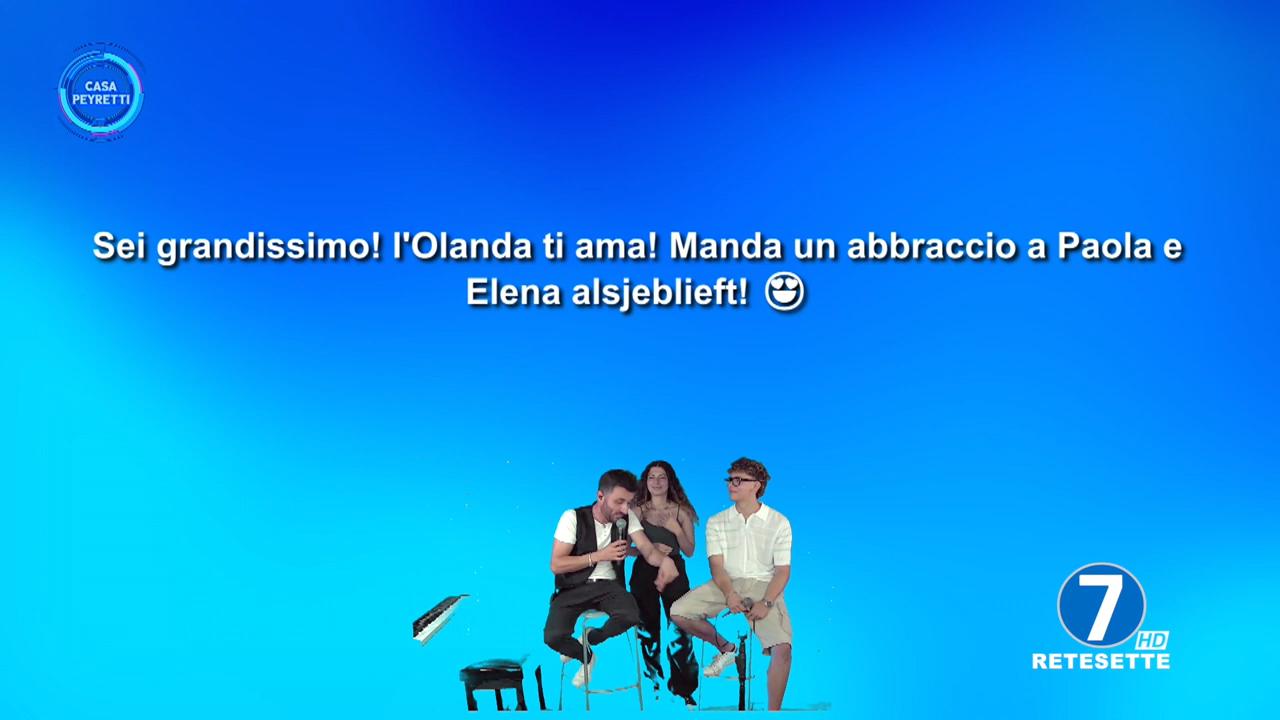 CASA
PEYRETTI
Sei grandissimo! l'Olanda ti ama! Manda un abbraccio a Paola e
Elena alsjeblieft! 😍
7
HD
RETESETTE